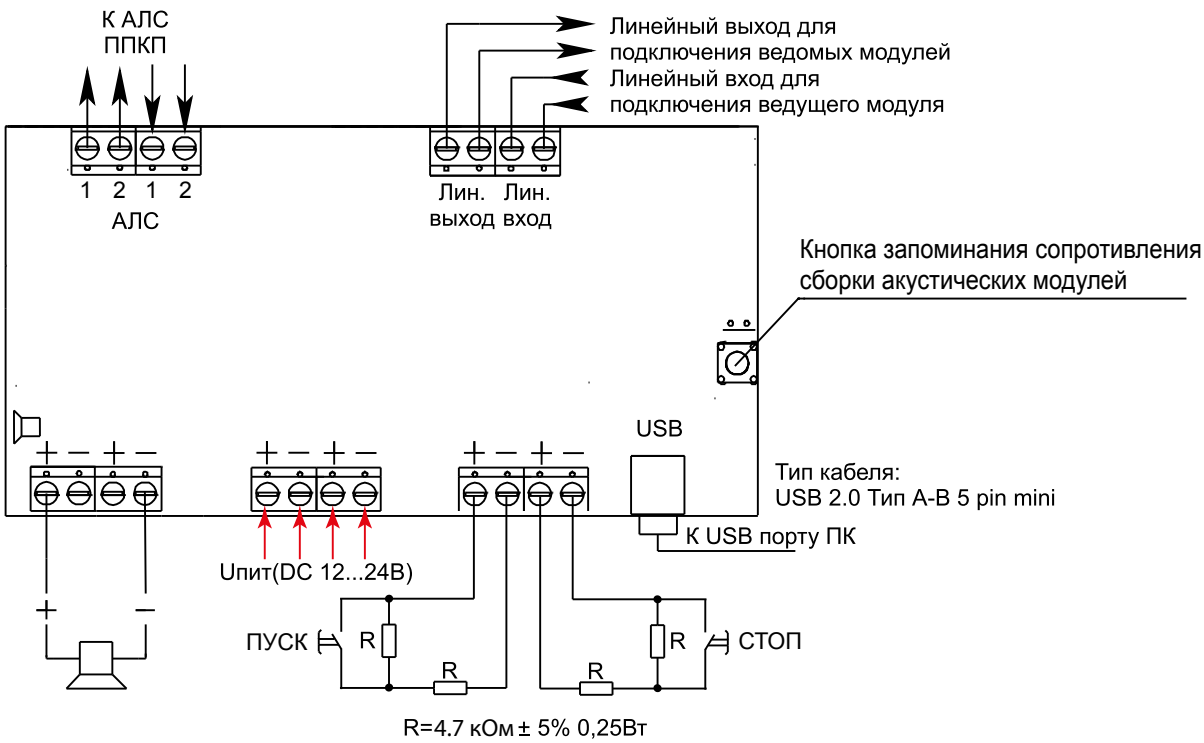 К АЛС
ППКП
Линейный выход для
подключения ведомых модулей
Линейный вход для
подключения ведущего модуля
1 2 1 2
АЛС
Лин. Лин.
выход вход
Кнопка запоминания сопротивления
сборки акустических модулей
USB
+ − + −
+ − + −
+ − + −
Тип кабеля:
USB 2.0 Тип А-В 5 pin mini
К USB порту ПК
Uпит(DC 12...24В)
+ −
ПУСК R
R
R СТОП
R
R=4.7 кОм ± 5% 0,25Вт